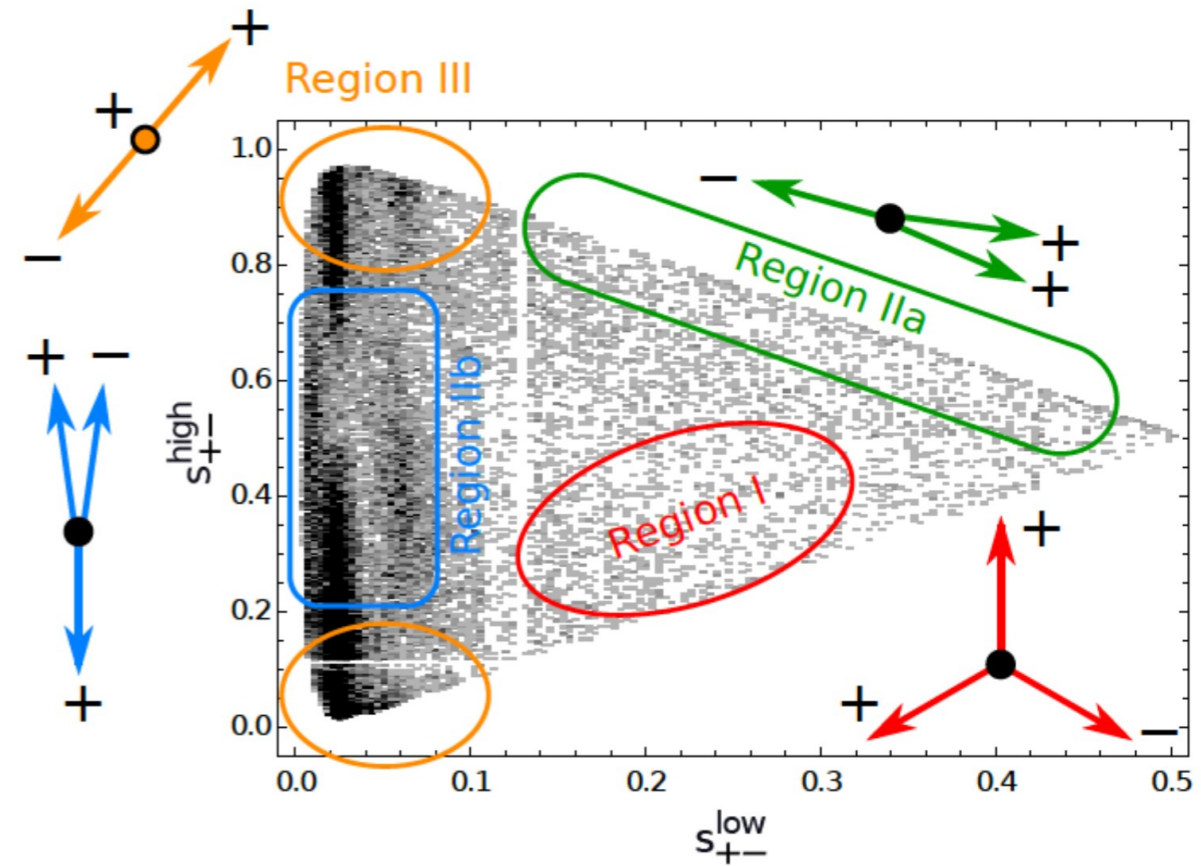 +
Region III
+
−
1.0
0.8
0.6
0.4
0.2
0.0
s+−high
0.0 0.1 0.2 0.3 0.4 0.5
s+−low
− + +
Region IIa
+ −
Region IIb
+
Region I
+
+ −